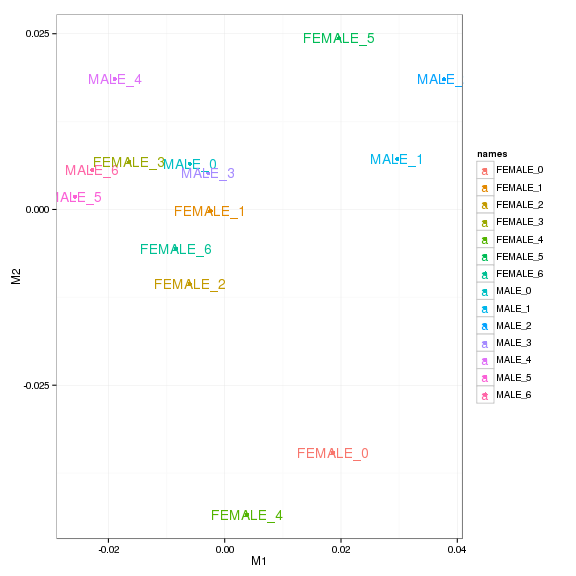 0.025
FEMALE_5
MALE_4
MALE_
MALE_1
FEMALE_3
MALE_0
MALE_6
MALE_3
MALE_5
0.000
FEMALE_1
FEMALE_6
FEMALE_2
M2
-0.025
FEMALE_0
FEMALE_4
-0.02
0.00
0.02
0.04
M1
names
a FEMALE_0
a FEMALE_1
a FEMALE_2
a FEMALE_3
a FEMALE_4
a FEMALE_5
a FEMALE_6
a MALE_0
a MALE_1
a MALE_2
a MALE_3
a MALE_4
a MALE_5
a MALE_6